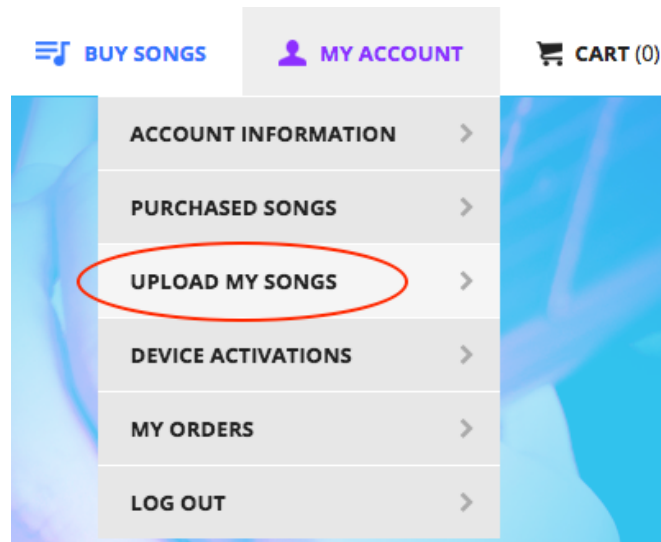 BUY SONGS MY ACCOUNT CART (0)
ACCOUNT INFORMATION
PURCHASED SONGS
UPLOAD MY SONGS
DEVICE ACTIVATIONS
MY ORDERS
LOG OUT